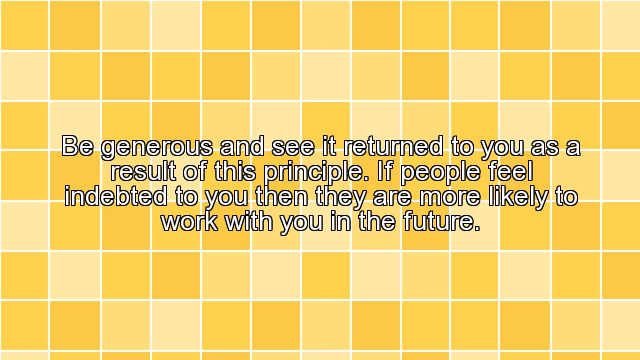 Be generous and see it returned to you as a
result of this principle. If people feel
indebted to you then they are more likely to
work with you in the future.